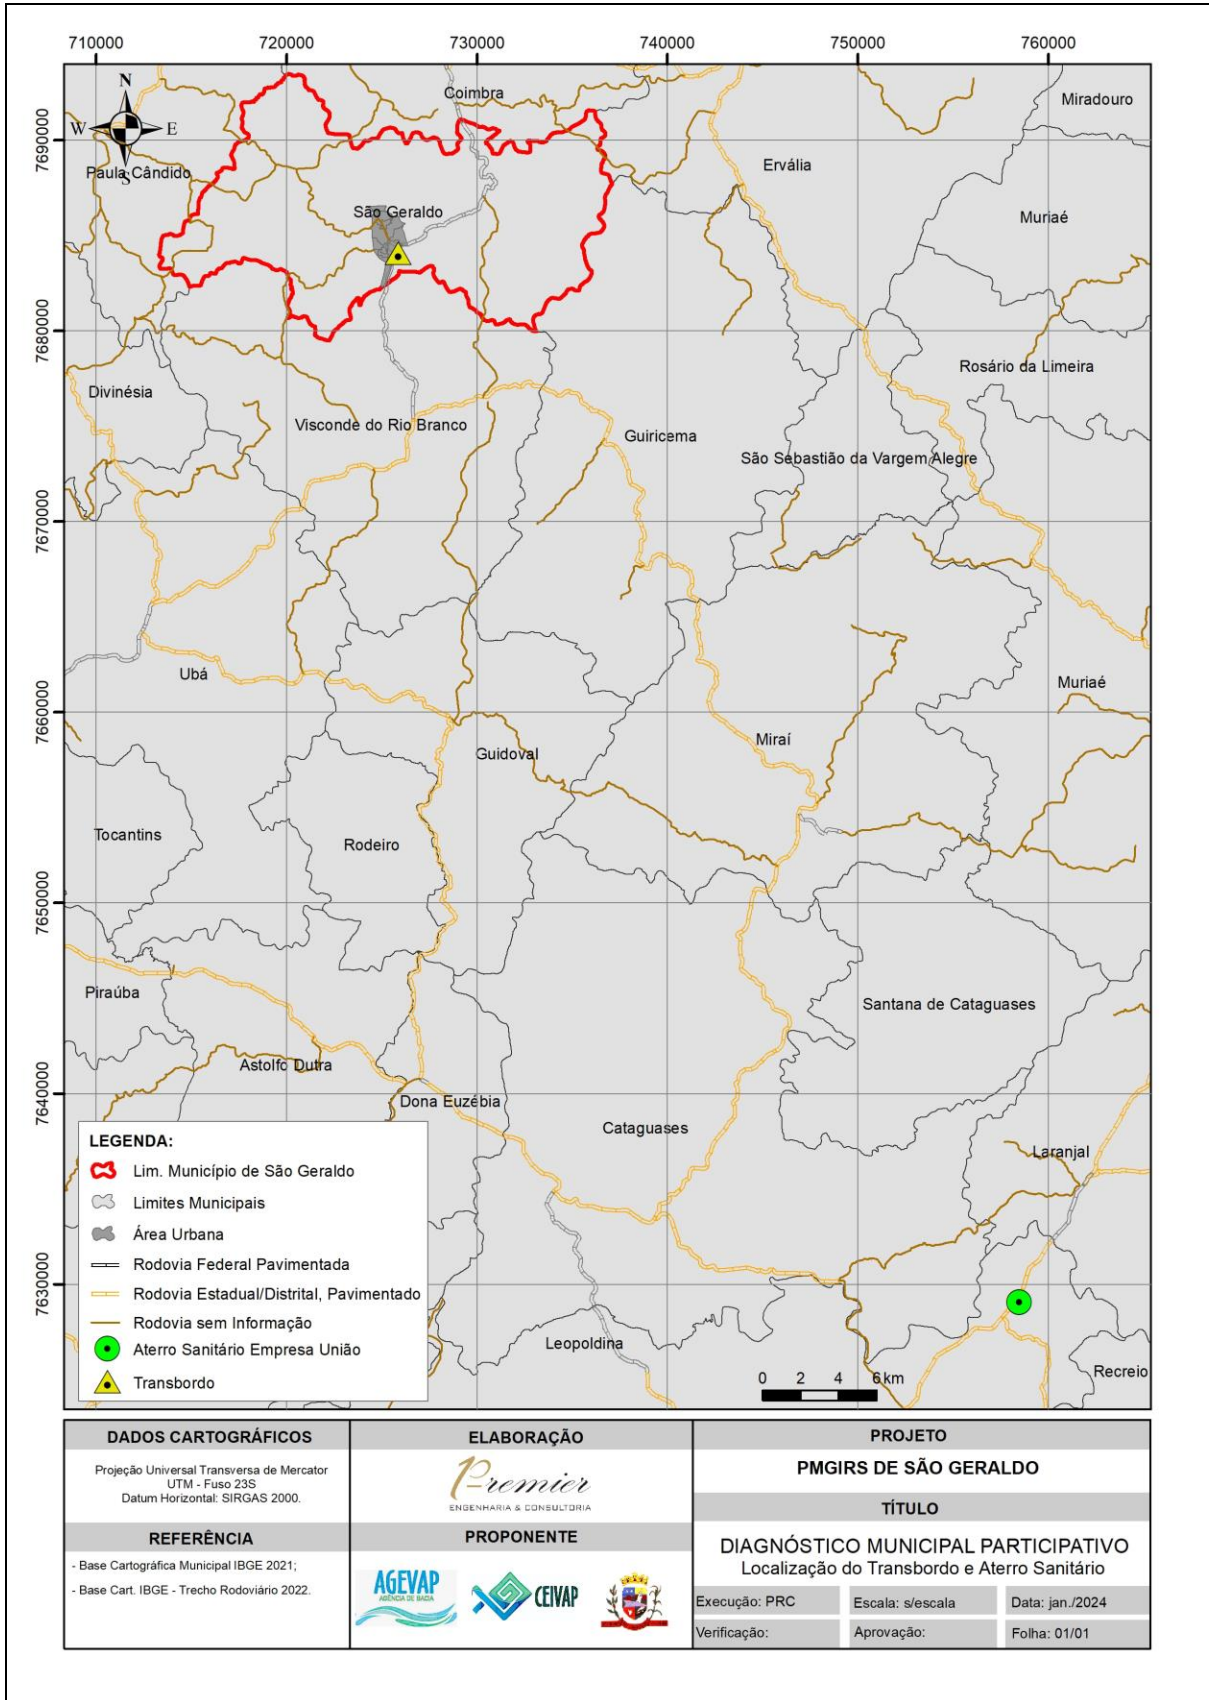 710000 720000 730000 740000 750000 760000
7690000
7680000
7670000
7660000
7650000
7640000
7630000
N
W E
S
Coimbra
Miradouro
Paula Cândido
Ervália
São Geraldo
Muriaé
Rosário da Limeira
Divinésia
Visconde do Rio Branco
Guiricema
São Sebastião da Vargem Alegre
Ubá
Muriaé
Guidoval
Miraí
Tocantins
Rodeiro
Piraúba
Santana de Cataguases
Astolfo Dutra
Dona Euzébia
Cataguases
Laranjal
Leopoldina
Recreio
LEGENDA:
Lim. Município de São Geraldo
Limites Municipais
Área Urbana
Rodovia Federal Pavimentada
Rodovia Estadual/Distrital, Pavimentado
Rodovia sem Informação
Aterro Sanitário Empresa União
Transbordo
0 2 4 6 km
DADOS CARTOGRÁFICOS
Projeção Universal Transversa de Mercator
UTM - Fuso 23S
Datum Horizontal: SIRGAS 2000.
REFERÊNCIA
- Base Cartográfica Municipal IBGE 2021;
- Base Cart. IBGE - Trecho Rodoviário 2022.
ELABORAÇÃO
Premier
ENGENHARIA & CONSULTORIA
PROPONENTE
AGEVAP
AGÊNCIA DE BACIA
CEIVAP
PROJETO
PMGIRS DE SÃO GERALDO
TÍTULO
DIAGNÓSTICO MUNICIPAL PARTICIPATIVO
Localização do Transbordo e Aterro Sanitário
Execução: PRC
Escala: s/escala
Data: jan./2024
Verificação:
Aprovação:
Folha: 01/01